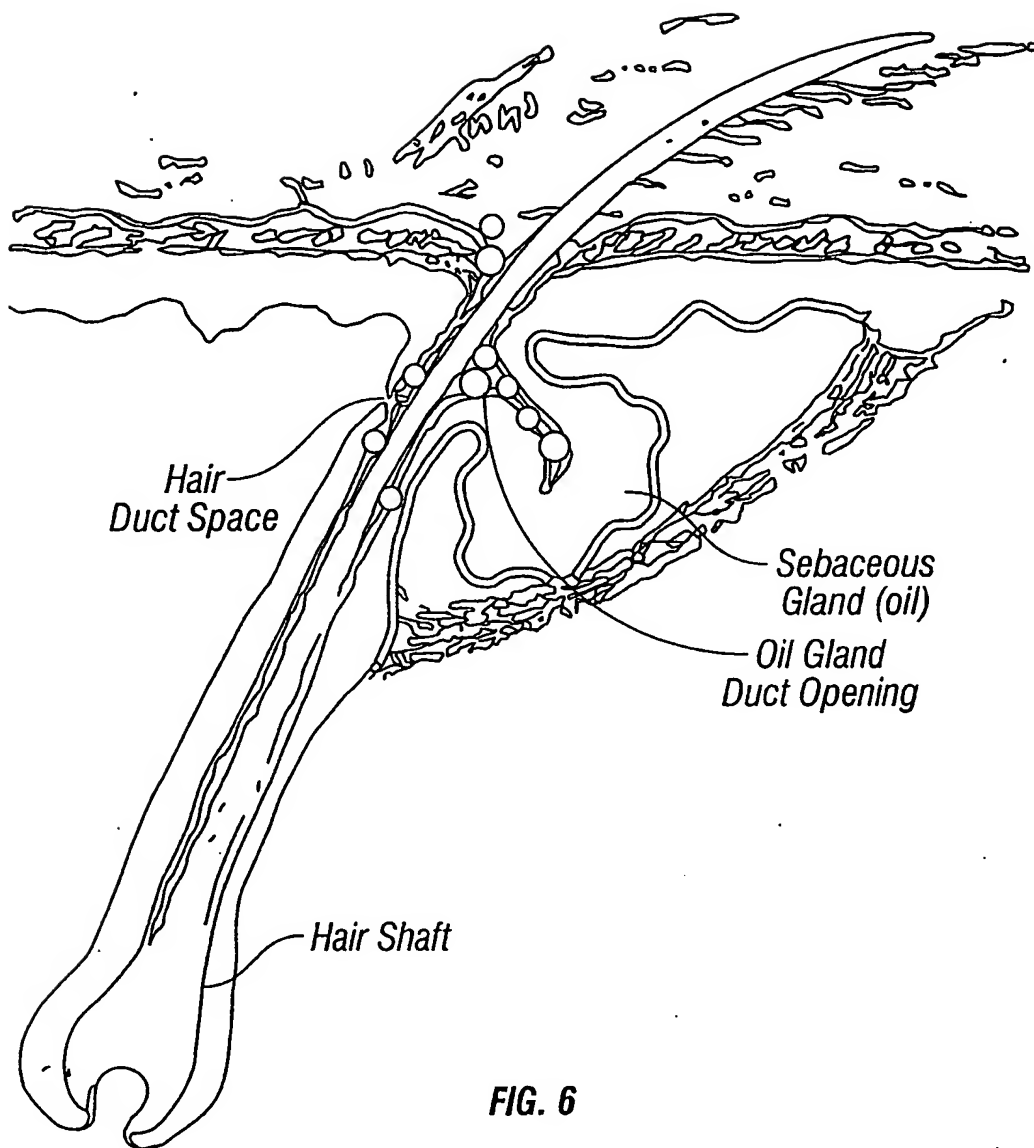 Hair
Duct Space
Sebaceous
Gland (oil)
Oil Gland
Duct Opening
Hair Shaft
FIG. 6